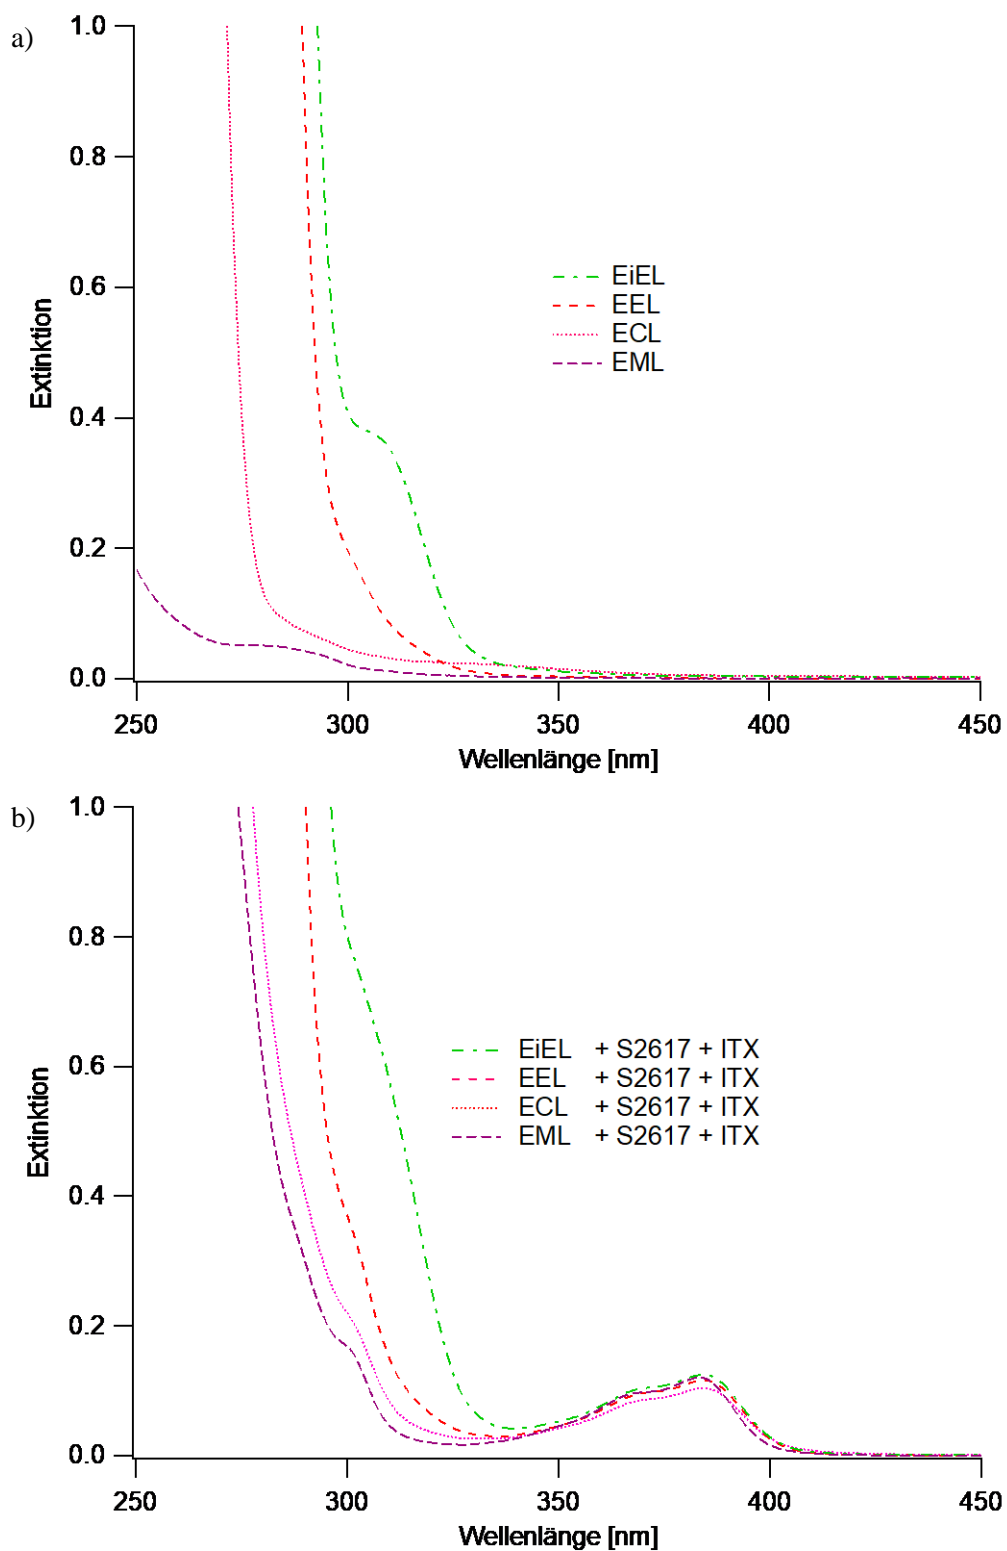 a)
1.0
0.8
0.6
0.4
0.2
0.0
Extinktion
EiEL
EEL
ECL
EML
250 300 350 400 450
Wellenlänge [nm]
b)
1.0
0.8
0.6
0.4
0.2
0.0
Extinktion
EiEL + S2617 + ITX
EEL + S2617 + ITX
ECL + S2617 + ITX
EML + S2617 + ITX
250 300 350 400 450
Wellenlänge [nm]